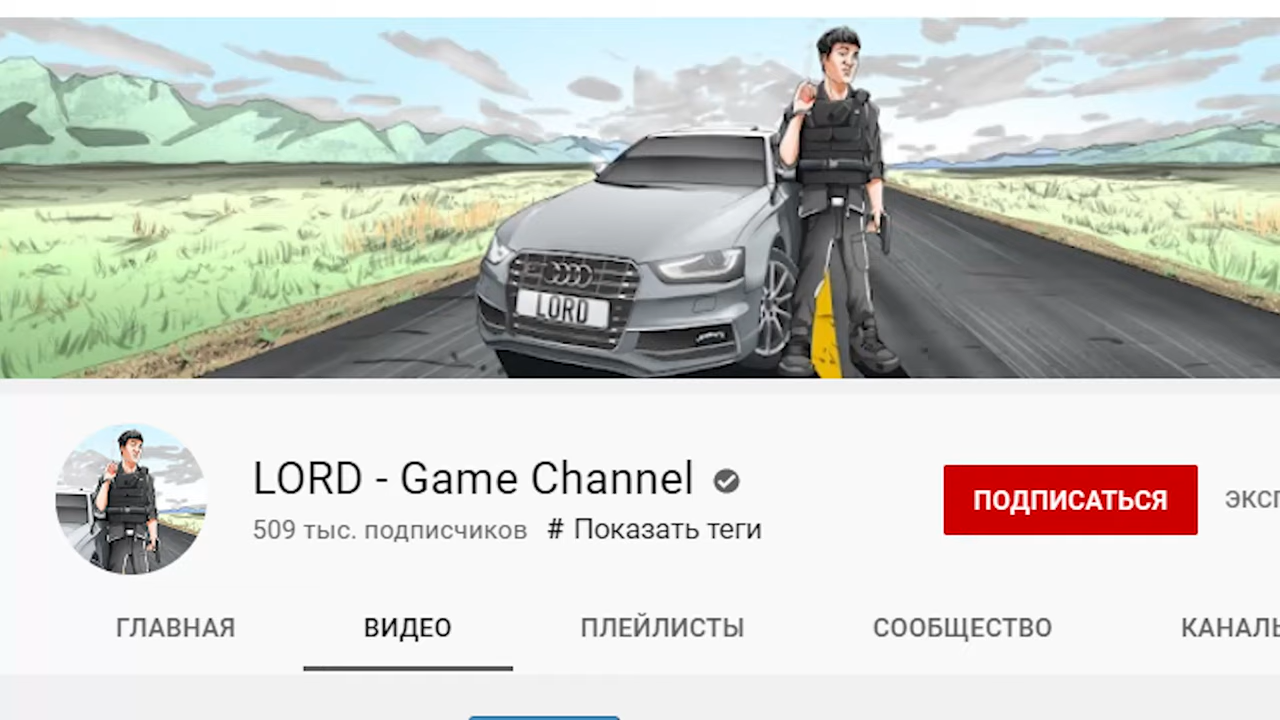 LORD
LORD - Game Channel
509 тыс. подписчиков # Показать теги
ПОДПИСАТЬСЯ
ГЛАВНАЯ ВИДЕО ПЛЕЙЛИСТЫ СООБЩЕСТВО